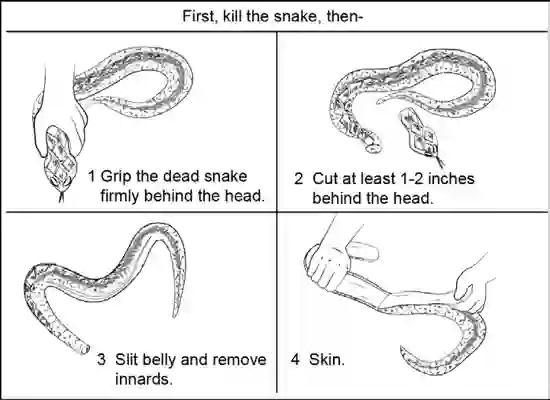 First, kill the snake, then-
1 Grip the dead snake
firmly behind the head.
2 Cut at least 1-2 inches
behind the head.
3 Slit belly and remove
innards.
4 Skin.